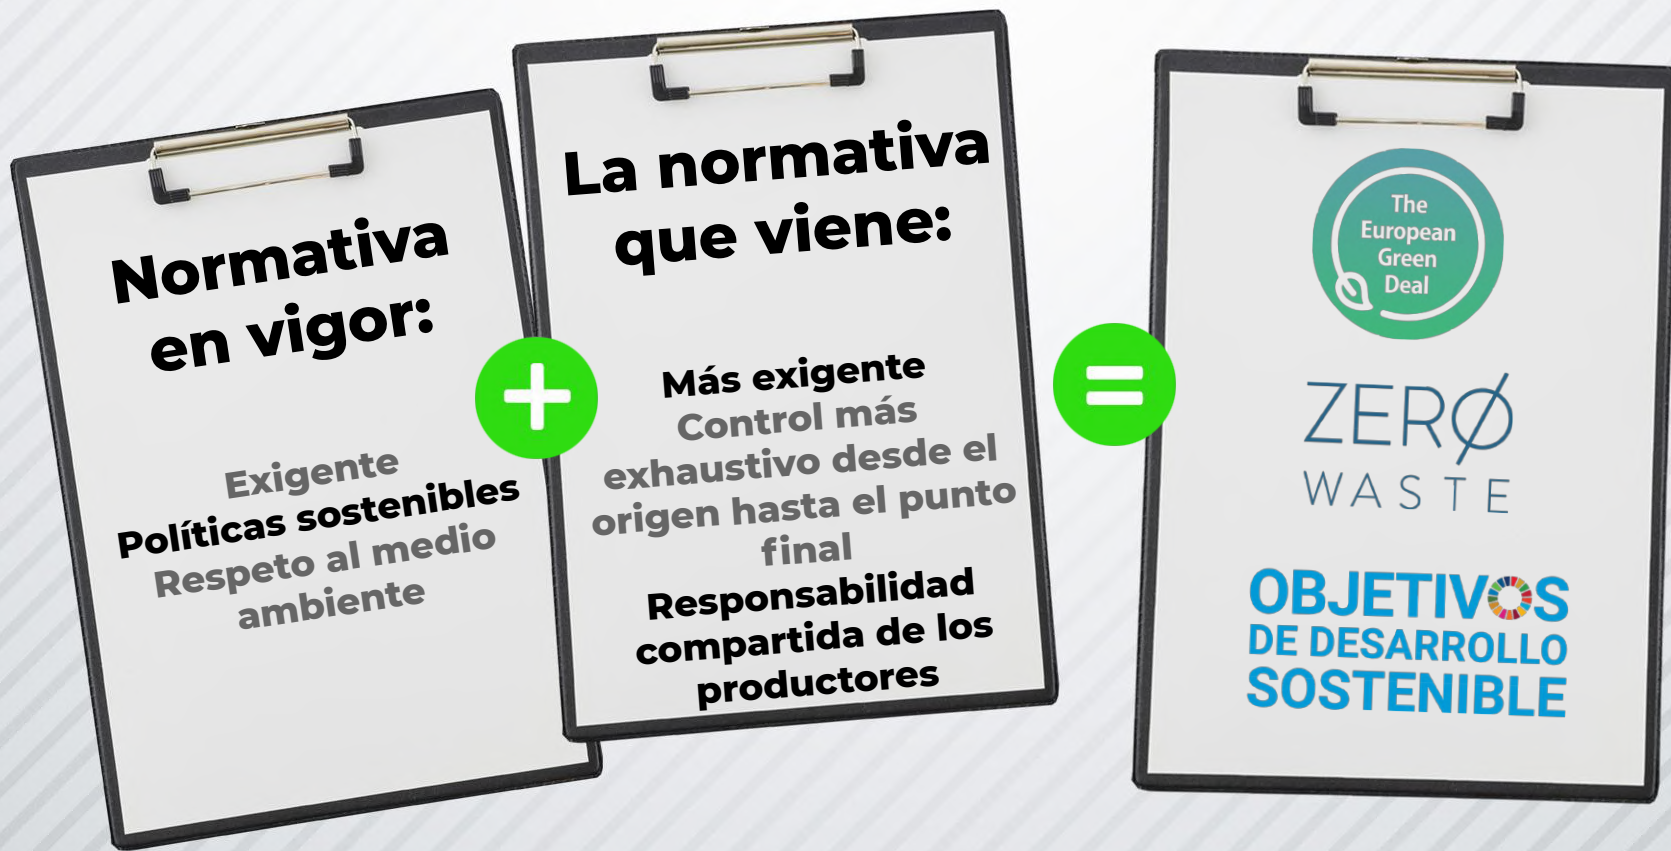 Normativa
en vigor:
Exigente
Políticas sostenibles
Respeto al medio
ambiente
+
La normativa
que viene:
Más exigente
Control más
exhaustivo desde el
origen hasta el punto
final
Responsabilidad
compartida de los
productores
=
The
European
Green
Deal
ZERØ
WASTE
OBJETIVOS
DE DESARROLLO
SOSTENIBLE